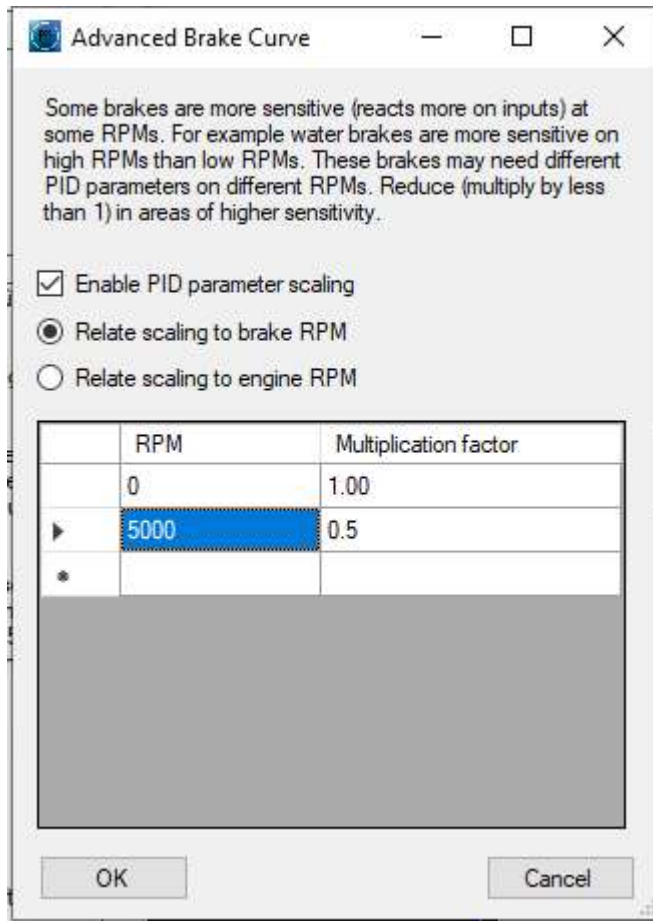 Advanced Brake Curve
Some brakes are more sensitive (reacts more on inputs) at
some RPMs. For example water brakes are more sensitive on
high RPMs than low RPMs. These brakes may need different
PID parameters on different RPMs. Reduce (multiply by less
than 1) in areas of higher sensitivity.
Enable PID parameter scaling
Relate scaling to brake RPM
Relate scaling to engine RPM
RPM Multiplication factor
0 1.00
5000 0.5
OK Cancel